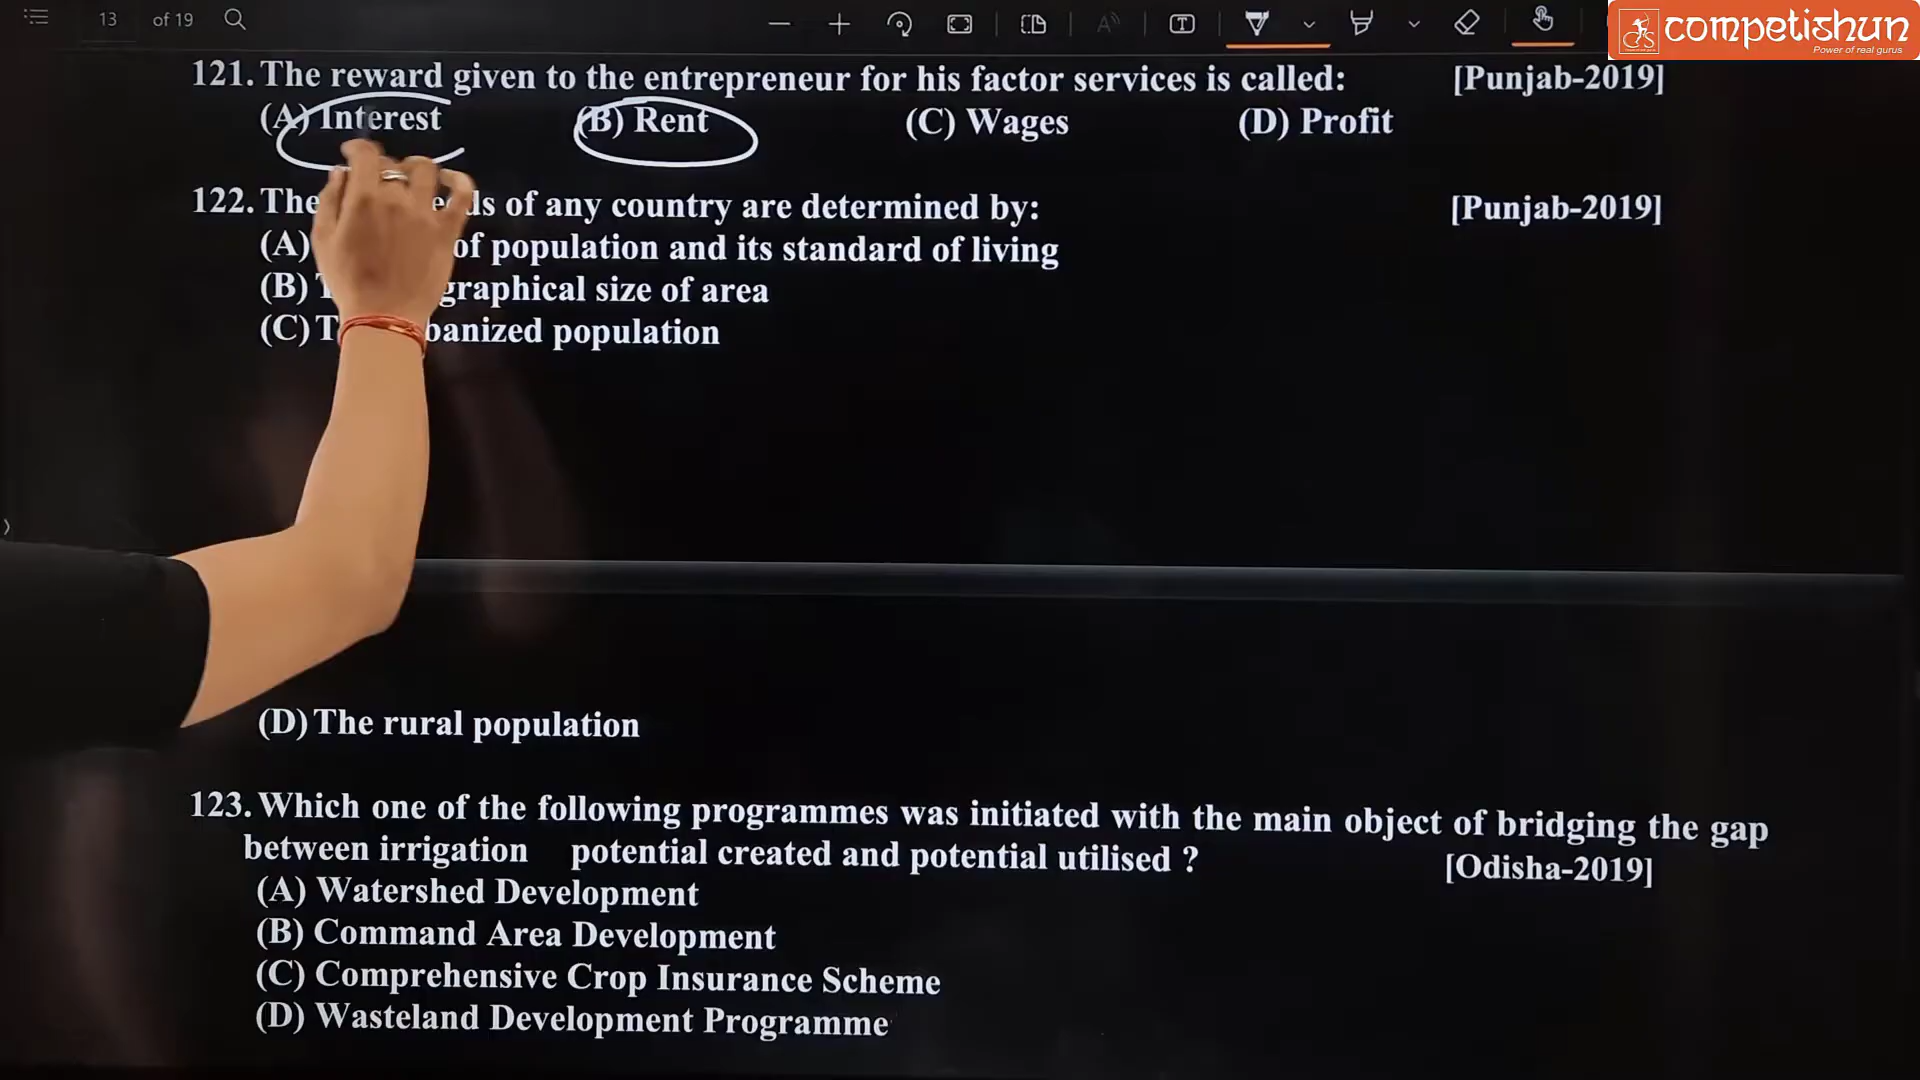 13 of 19
competishun
Power of real gurus
121. The reward given to the entrepreneur for his factor services is called: [Punjab-2019]
(A) Interest (B) Rent (C) Wages (D) Profit
122. The of any country are determined by: [Punjab-2019]
(A) of population and its standard of living
(B) size of area
(C) population
(D) The rural population
123. Which one of the following programmes was initiated with the main object of bridging the gap
between irrigation potential created and potential utilised ? [Odisha-2019]
(A) Watershed Development
(B) Command Area Development
(C) Comprehensive Crop Insurance Scheme
(D) Wasteland Development Programme